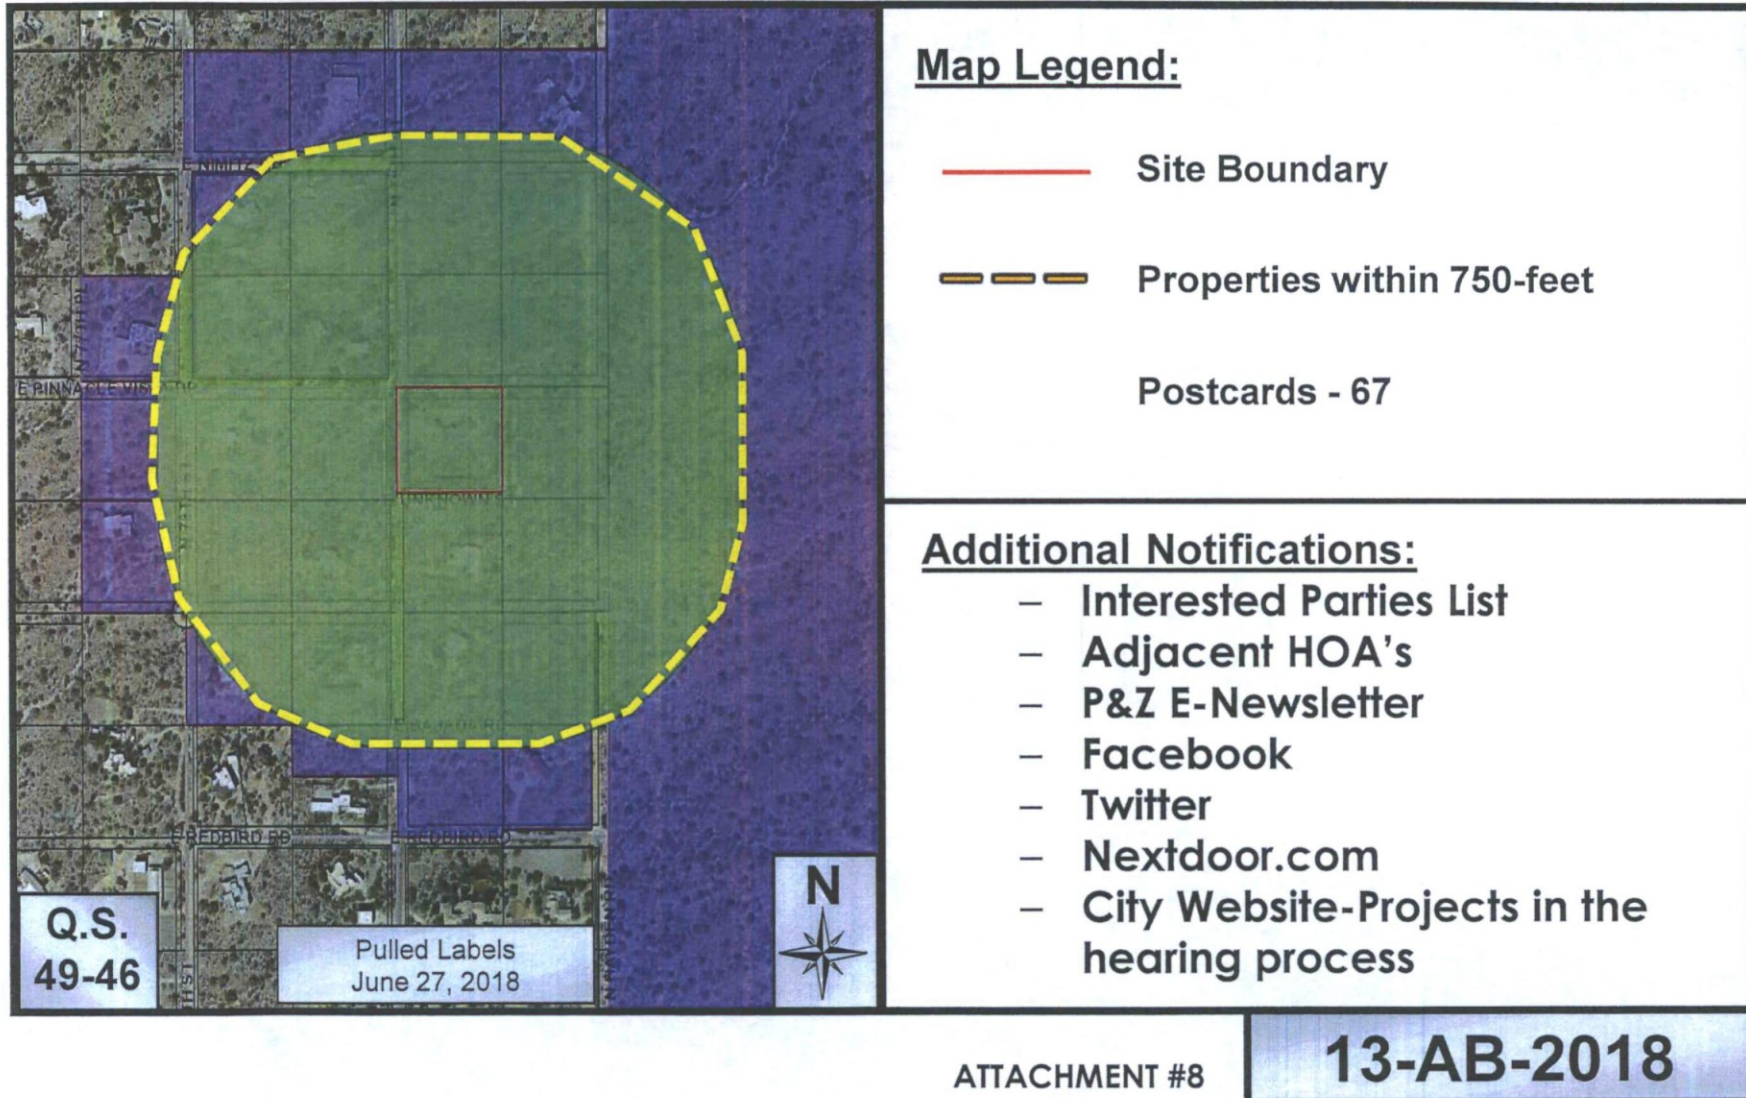 Map Legend:
Site Boundary
Properties within 750-feet
Postcards - 67
Additional Notifications:
– Interested Parties List
– Adjacent HOA's
– P&Z E-Newsletter
– Facebook
– Twitter
– Nextdoor.com
– City Website-Projects in the
hearing process
E NIMITZ
E PINNACLE VISTA DR
E REDBIRD RD
E REDBIRD RD
Q.S.
49-46
Pulled Labels
June 27, 2018
N
ATTACHMENT #8
13-AB-2018